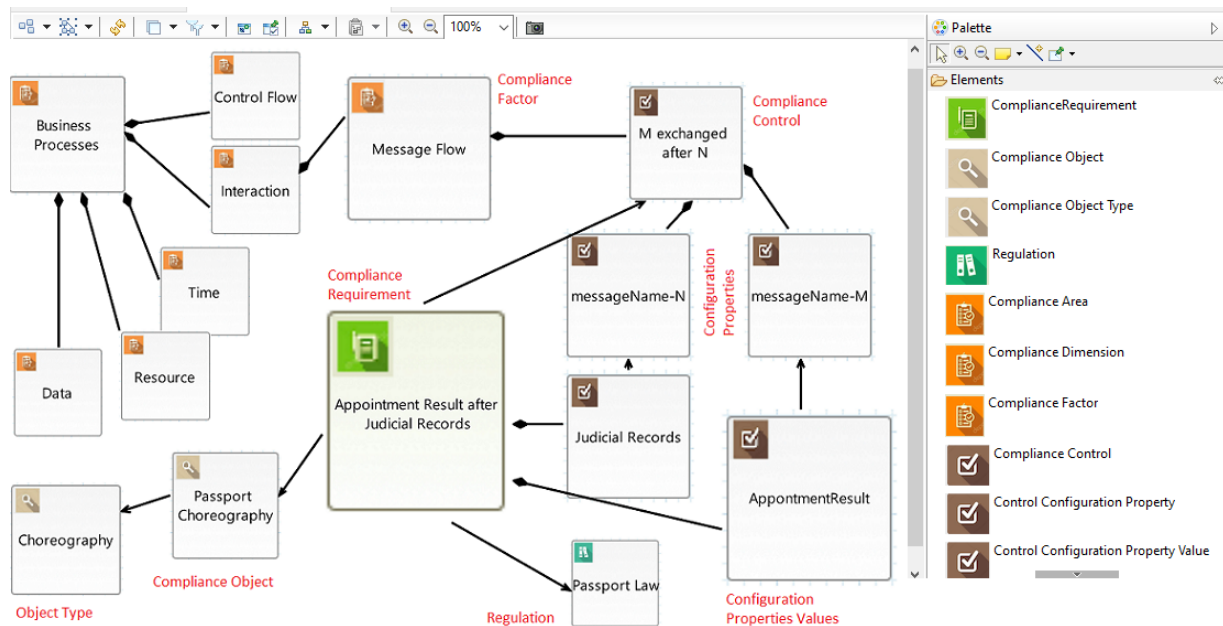 100%
Palette
Elements
ComplianceRequirement
Compliance Object
Compliance Object Type
Regulation
Compliance Area
Compliance Dimension
Compliance Factor
Compliance Control
Control Configuration Property
Control Configuration Property Value
Business
Processes
Control Flow
Interaction
Compliance
Factor
Message Flow
M exchanged
after N
Compliance
Control
Time
Resource
Data
Compliance
Requirement
messageName-N
Configuration
Properties
messageName-M
Appointment Result after
Judicial Records
Judicial Records
AppontmentResult
Passport
Choreography
Choreography
Compliance Object
Object Type
Passport Law
Regulation
Configuration
Properties Values